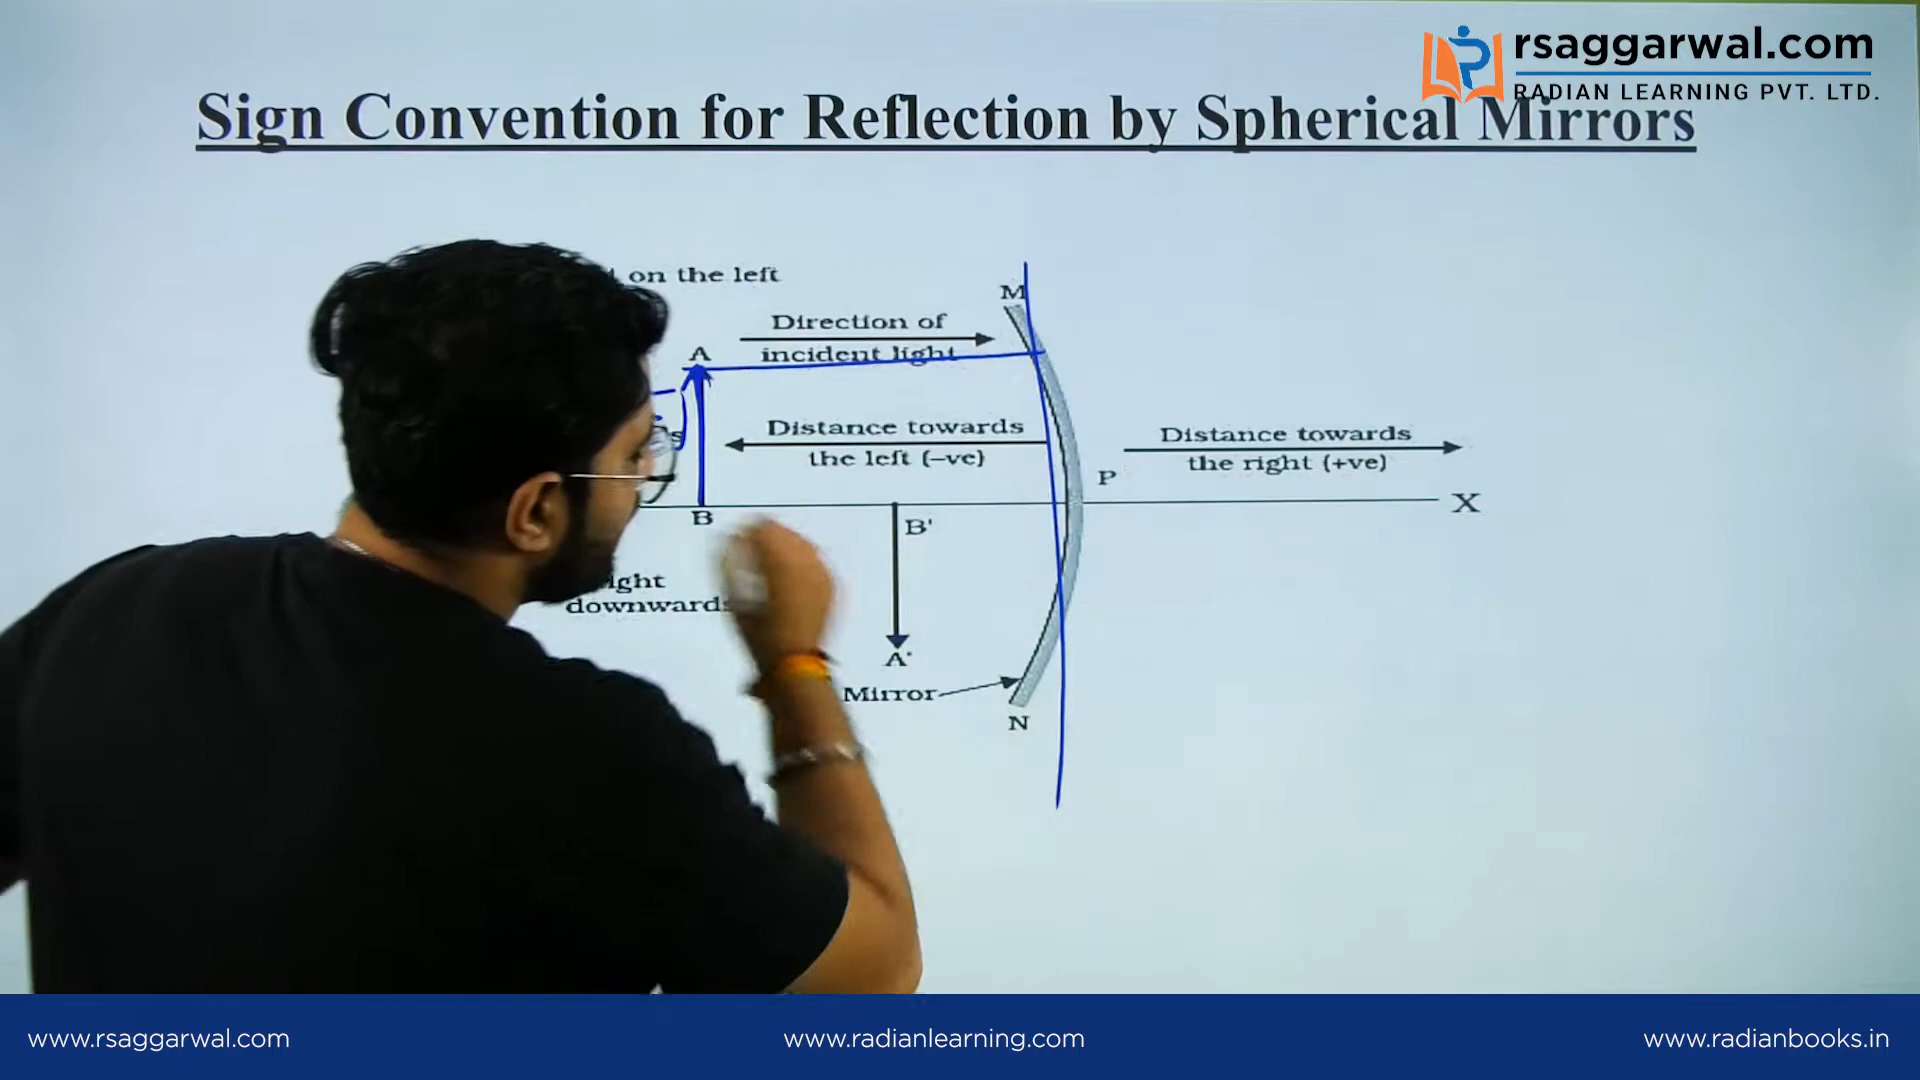 rsaggarwal.com
RADIAN LEARNING PVT. LTD.
Sign Convention for Reflection by Spherical Mirrors
on the left
M
Direction of
incident light
A
Distance towards
the left (–ve)
Distance towards
the right (+ve)
P
X
B
B'
downwards
A'
Mirror
N
www.rsaggarwal.com
www.radianlearning.com
www.radianbooks.in